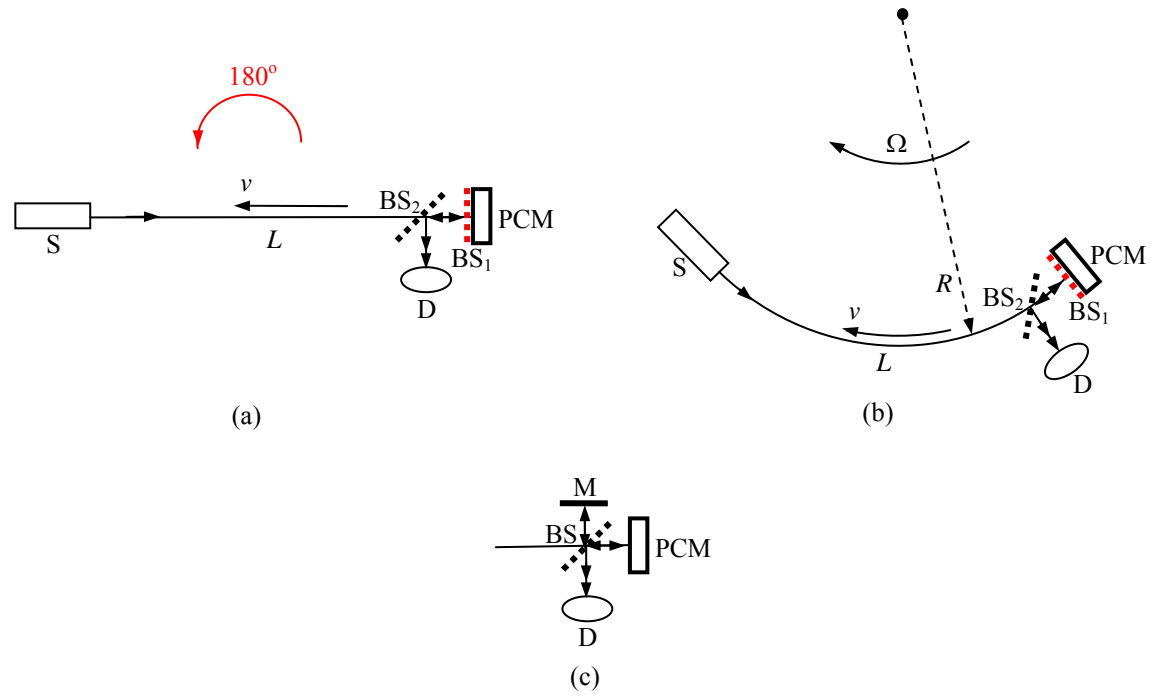 180°
v
BS₂
S
L
PCM
BS₁
D
(a)
Ω
S
R
v
L
BS₂
PCM
BS₁
D
(b)
M
BS
PCM
D
(c)